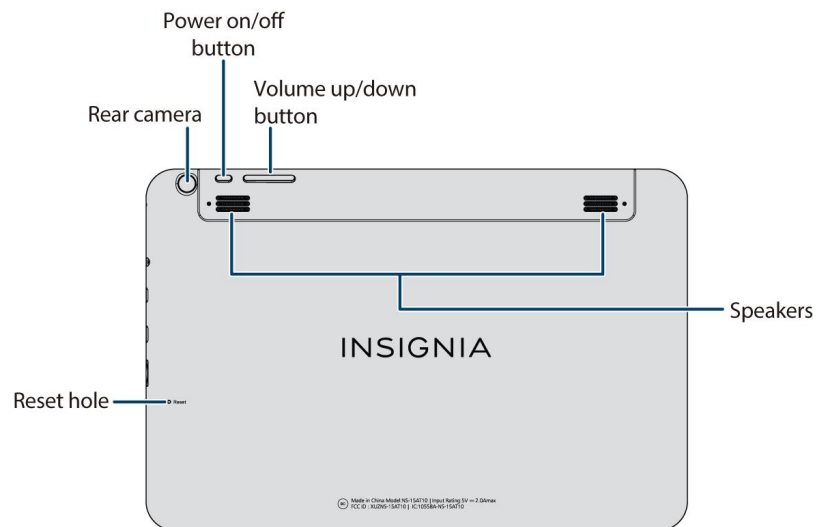 Power on/off
button
Volume up/down
button
Rear camera
Speakers
INSIGNIA
Reset hole
Reset
Made in China Model NS-15AT10 | Input Rating 5V ⎓ 2.0Amax
FCC ID : XUZNS-15AT10 | IC:10558A-NS-15AT10